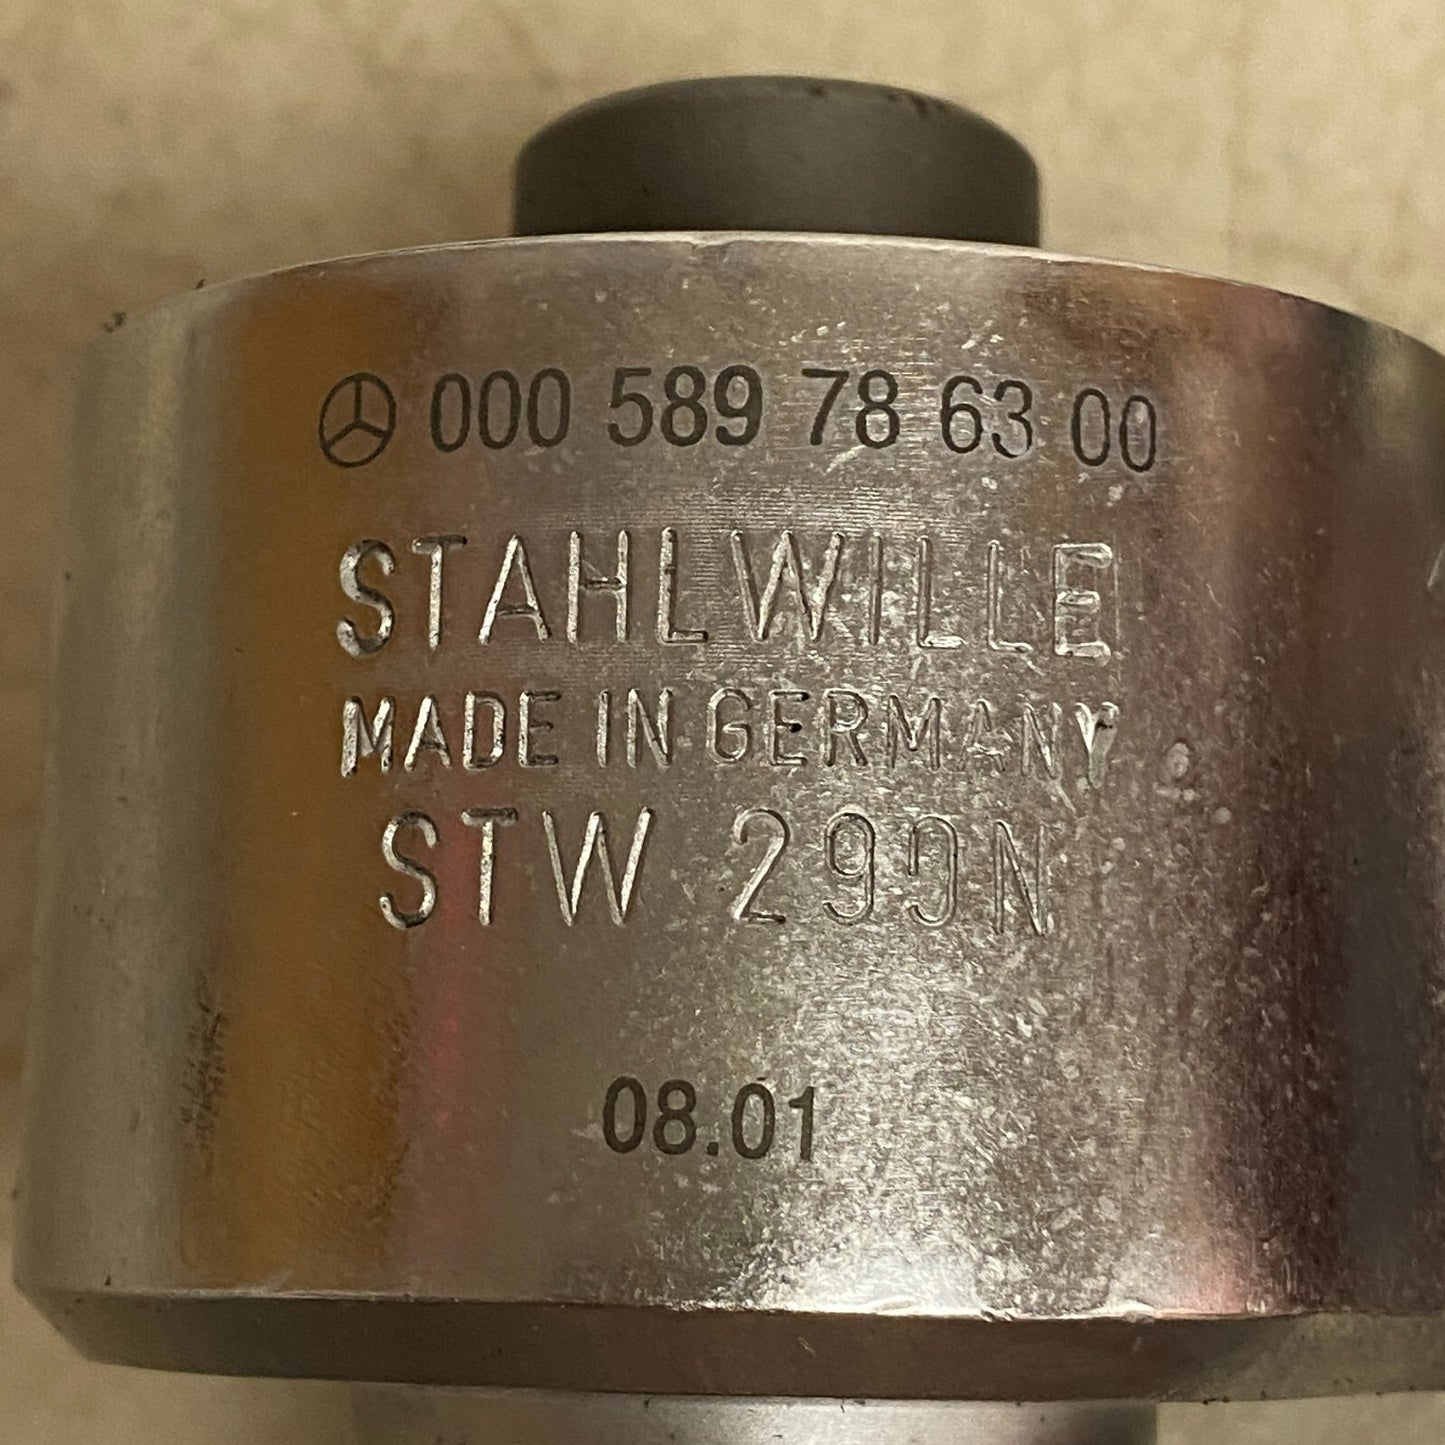 000 589 78 63 00
STAHLWILLE
MADE IN GERMANY
STW 290N
08.01